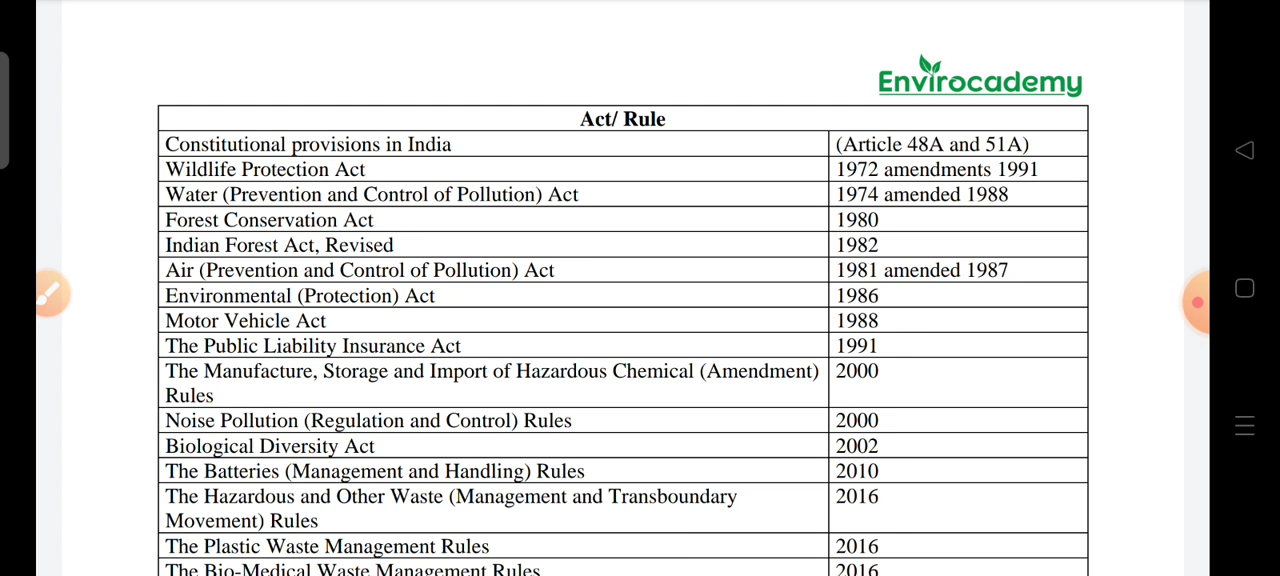 Envirocademy
Act/ Rule
Constitutional provisions in India (Article 48A and 51A)
Wildlife Protection Act 1972 amendments 1991
Water (Prevention and Control of Pollution) Act 1974 amended 1988
Forest Conservation Act 1980
Indian Forest Act, Revised 1982
Air (Prevention and Control of Pollution) Act 1981 amended 1987
Environmental (Protection) Act 1986
Motor Vehicle Act 1988
The Public Liability Insurance Act 1991
The Manufacture, Storage and Import of Hazardous Chemical (Amendment) 2000
Rules
Noise Pollution (Regulation and Control) Rules 2000
Biological Diversity Act 2002
The Batteries (Management and Handling) Rules 2010
The Hazardous and Other Waste (Management and Transboundary 2016
Movement) Rules
The Plastic Waste Management Rules 2016
The Bio-Medical Waste Management Rules 2016